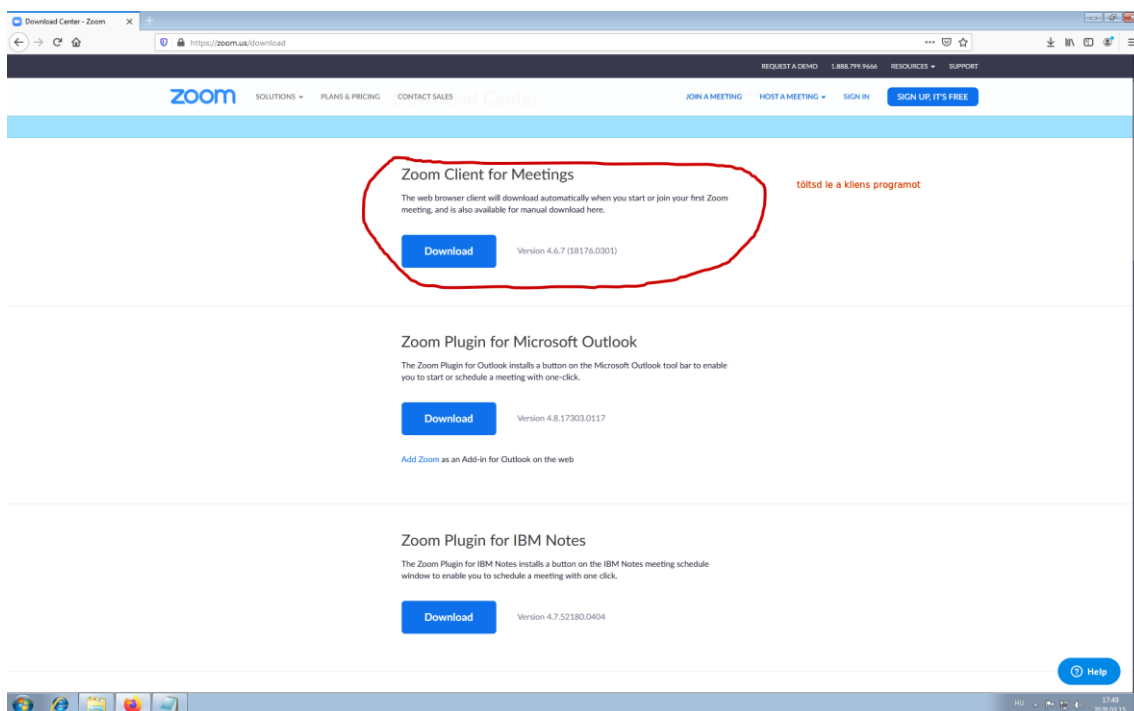 Download Center - Zoom
https://zoom.us/download
REQUEST A DEMO 1.888.799.9666 RESOURCES SUPPORT
zoom SOLUTIONS PLANS & PRICING CONTACT SALES Download Center JOIN A MEETING HOST A MEETING SIGN IN SIGN UP, IT'S FREE
Zoom Client for Meetings
töltsd le a kliens programot
The web browser client will download automatically when you start or join your first Zoom
meeting, and is also available for manual download here.
Download Version 4.6.7 (18176.0301)
Zoom Plugin for Microsoft Outlook
The Zoom Plugin for Outlook installs a button on the Microsoft Outlook tool bar to enable
you to start or schedule a meeting with one-click.
Download Version 4.8.17303.0117
Add Zoom as an Add-in for Outlook on the web
Zoom Plugin for IBM Notes
The Zoom Plugin for IBM Notes installs a button on the IBM Notes meeting schedule
window to enable you to schedule a meeting with one click.
Download Version 4.7.52180.0404
Help
HU 17:49
2020.03.15.